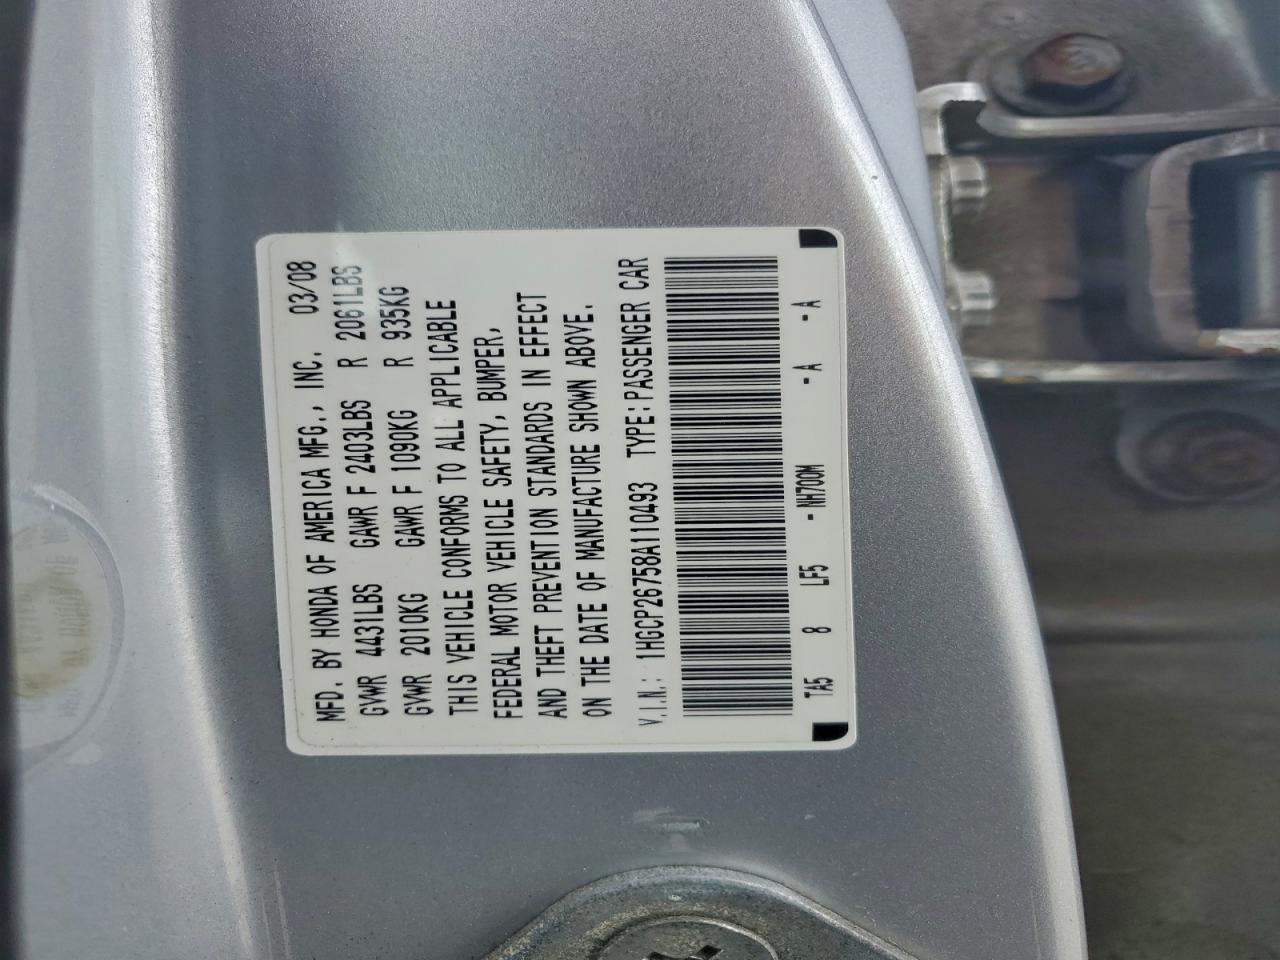 MFD. BY HONDA OF AMERICA MFG., INC. 03/08
GVWR 4431LBS GAWR F 2403LBS R 2061LBS
GVWR 2010KG GAWR F 1090KG R 935KG
THIS VEHICLE CONFORMS TO ALL APPLICABLE
FEDERAL MOTOR VEHICLE SAFETY, BUMPER,
AND THEFT PREVENTION STANDARDS IN EFFECT
ON THE DATE OF MANUFACTURE SHOWN ABOVE.
V.I.N.: 1HGCP26758A110493 TYPE: PASSENGER CAR
TA5 8 LF5 - NH700M - A - A